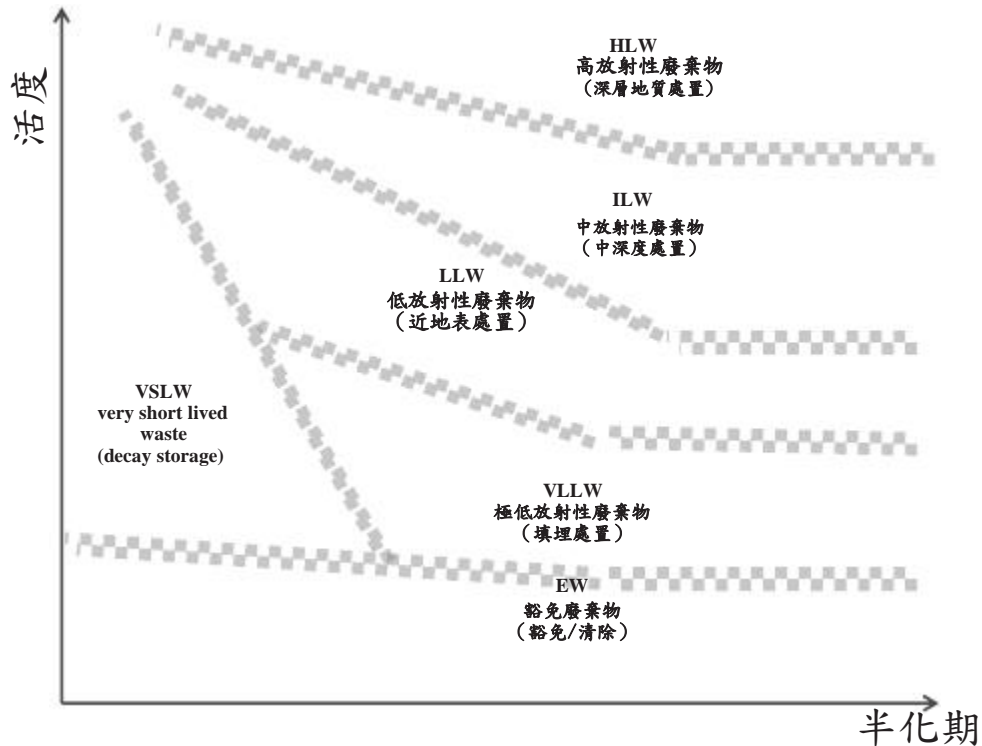 活度
HLW
高放射性廢棄物
(深層地質處置)
ILW
中放射性廢棄物
(中深度處置)
LLW
低放射性廢棄物
(近地表處置)
VSLW
very short lived
waste
(decay storage)
VLLW
極低放射性廢棄物
(填埋處置)
EW
豁免廢棄物
(豁免/清除)
半化期